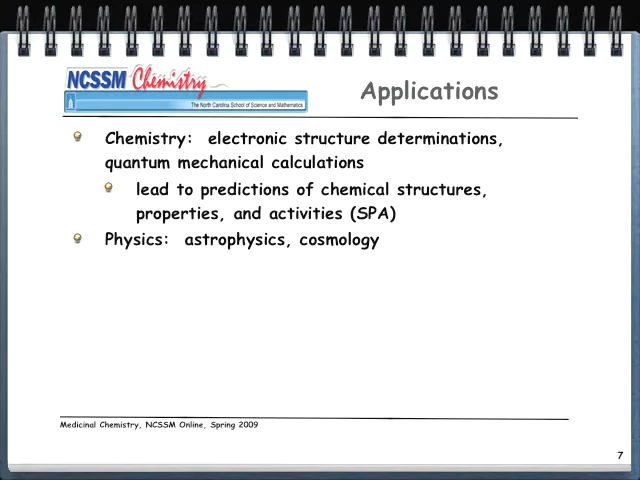 NCSSM Chemistry
The North Carolina School of Science and Mathematics
Applications
Chemistry: electronic structure determinations,
quantum mechanical calculations
lead to predictions of chemical structures,
properties, and activities (SPA)
Physics: astrophysics, cosmology
Medicinal Chemistry, NCSSM Online, Spring 2009
7